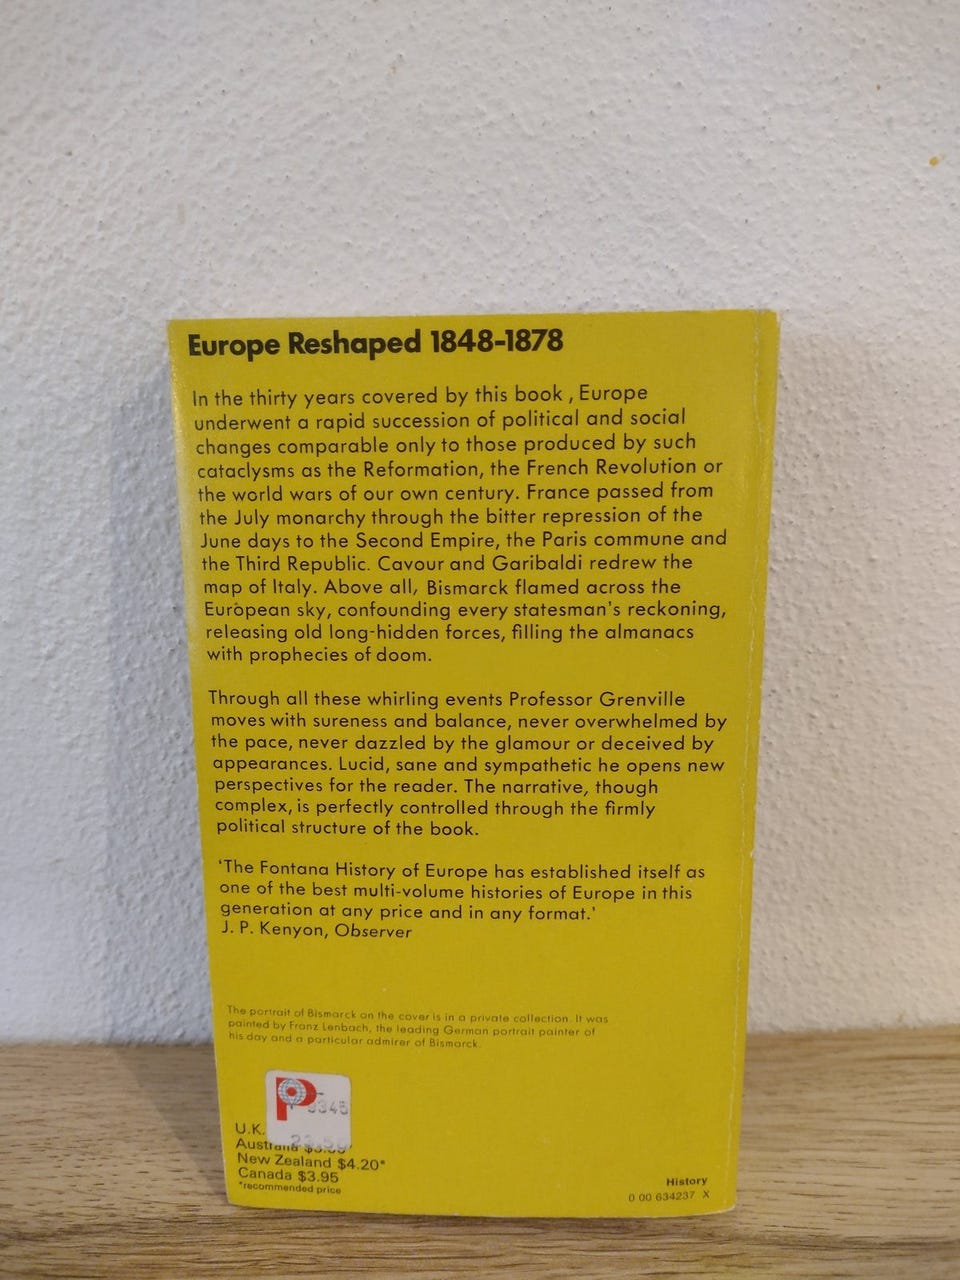 Europe Reshaped 1848-1878
In the thirty years covered by this book, Europe
underwent a rapid succession of political and social
changes comparable only to those produced by such
cataclysms as the Reformation, the French Revolution or
the world wars of our own century. France passed from
the July monarchy through the bitter repression of the
June days to the Second Empire, the Paris commune and
the Third Republic. Cavour and Garibaldi redrew the
map of Italy. Above all, Bismarck flamed across the
European sky, confounding every statesman's reckoning,
releasing old long-hidden forces, filling the almanacs
with prophecies of doom.
Through all these whirling events Professor Grenville
moves with sureness and balance, never overwhelmed by
the pace, never dazzled by the glamour or deceived by
appearances. Lucid, sane and sympathetic he opens new
perspectives for the reader. The narrative, though
complex, is perfectly controlled through the firmly
political structure of the book.
'The Fontana History of Europe has established itself as
one of the best multi-volume histories of Europe in this
generation at any price and in any format.'
J. P. Kenyon, Observer
The portrait of Bismarck on the cover is in a private collection. It was
painted by Franz Lenbach, the leading German portrait painter of
his day and a particular admirer of Bismarck.
P
U.K.
Australia
New Zealand $4.20*
Canada $3.95
*recommended price
History
0 00 634237 X